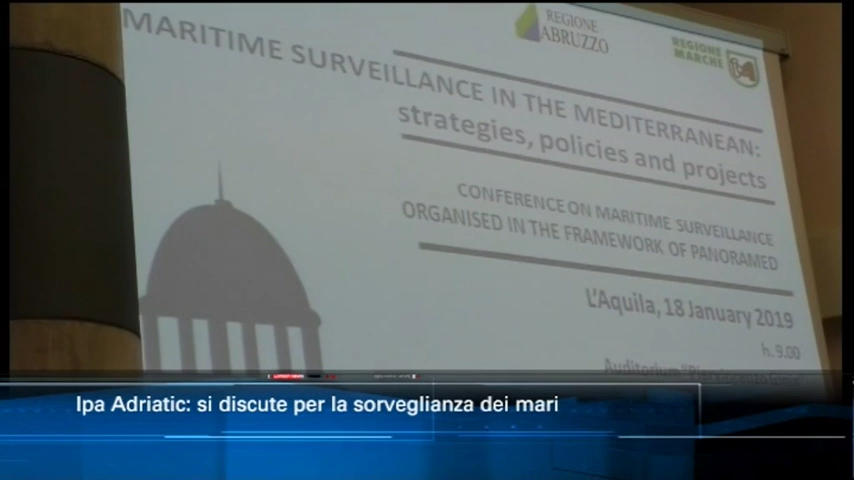 REGIONE
ABRUZZO
REGIONE
MARCHE
MARITIME SURVEILLANCE IN THE MEDITERRANEAN:
strategies, policies and projects
CONFERENCE ON MARITIME SURVEILLANCE
ORGANISED IN THE FRAMEWORK OF PANORAMED
L'Aquila, 18 January 2019
h. 9.00
Auditorium
Ipa Adriatic: si discute per la sorveglianza dei mari